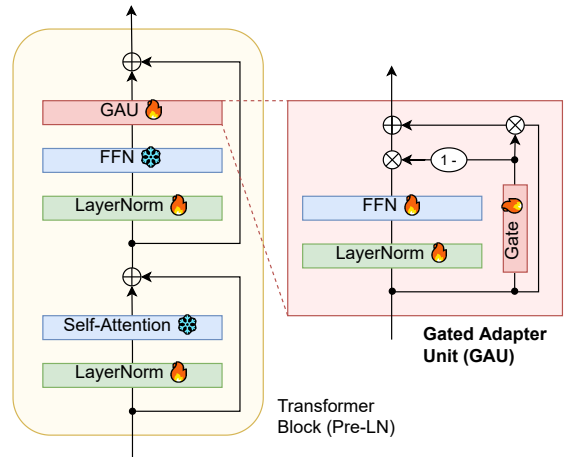 GAU
FFN
LayerNorm
Self-Attention
LayerNorm
Transformer
Block (Pre-LN)
1 -
FFN
LayerNorm
Gate
Gated Adapter
Unit (GAU)